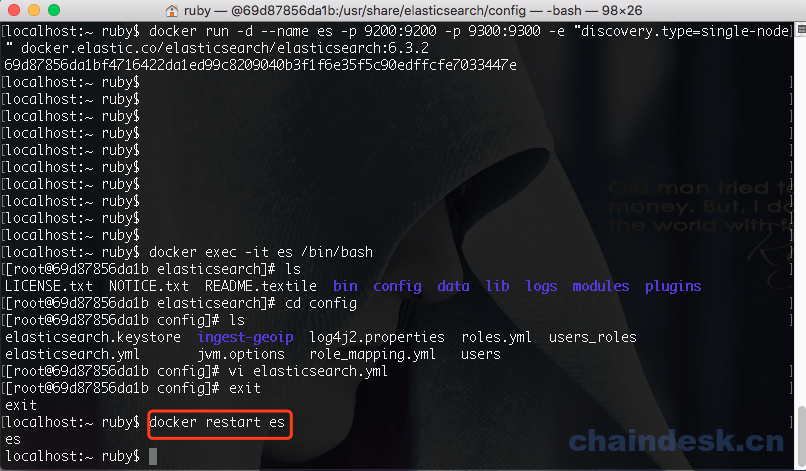 ruby — @69d87856da1b:/usr/share/elasticsearch/config — -bash — 98×26
[localhost:~ ruby$ docker run -d --name es -p 9200:9200 -p 9300:9300 -e "discovery.type=single-node]
" docker.elastic.co/elasticsearch/elasticsearch:6.3.2
69d87856da1bf4716422da1ed99c8209040b3f1f6e35f5c90edffcfe7033447e
[localhost:~ ruby$ ]
[localhost:~ ruby$ ]
[localhost:~ ruby$ ]
[localhost:~ ruby$ ]
[localhost:~ ruby$ ]
[localhost:~ ruby$ ]
[localhost:~ ruby$ ]
[localhost:~ ruby$ ]
[localhost:~ ruby$ ]
[localhost:~ ruby$ ]
[localhost:~ ruby$ docker exec -it es /bin/bash ]
[[root@69d87856da1b elasticsearch]# ls ]
LICENSE.txt NOTICE.txt README.textile bin config data lib logs modules plugins
[[root@69d87856da1b elasticsearch]# cd config ]
[[root@69d87856da1b config]# ls ]
elasticsearch.keystore ingest-geoip log4j2.properties roles.yml users_roles
elasticsearch.yml jvm.options role_mapping.yml users
[[root@69d87856da1b config]# vi elasticsearch.yml ]
[[root@69d87856da1b config]# exit ]
exit
[localhost:~ ruby$ docker restart es ]
es
localhost:~ ruby$
Old man tried to
money. But, I do
the world with
chaindesk.cn